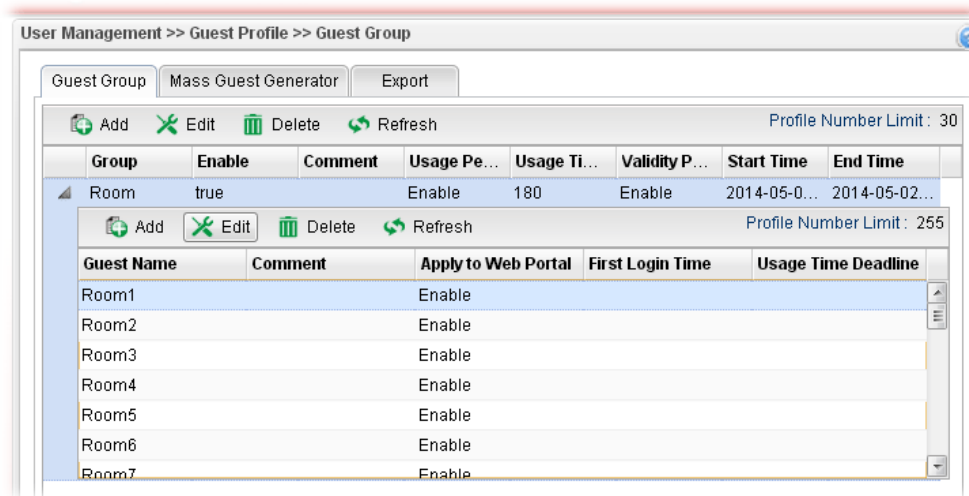 User Management >> Guest Profile >> Guest Group
Guest Group Mass Guest Generator Export
Add Edit Delete Refresh Profile Number Limit : 30
Group Enable Comment Usage Pe... Usage Ti... Validity P... Start Time End Time
Room true Enable 180 Enable 2014-05-0... 2014-05-02...
Add Edit Delete Refresh Profile Number Limit : 255
Guest Name Comment Apply to Web Portal First Login Time Usage Time Deadline
Room1 Enable
Room2 Enable
Room3 Enable
Room4 Enable
Room5 Enable
Room6 Enable
Room7 Enable